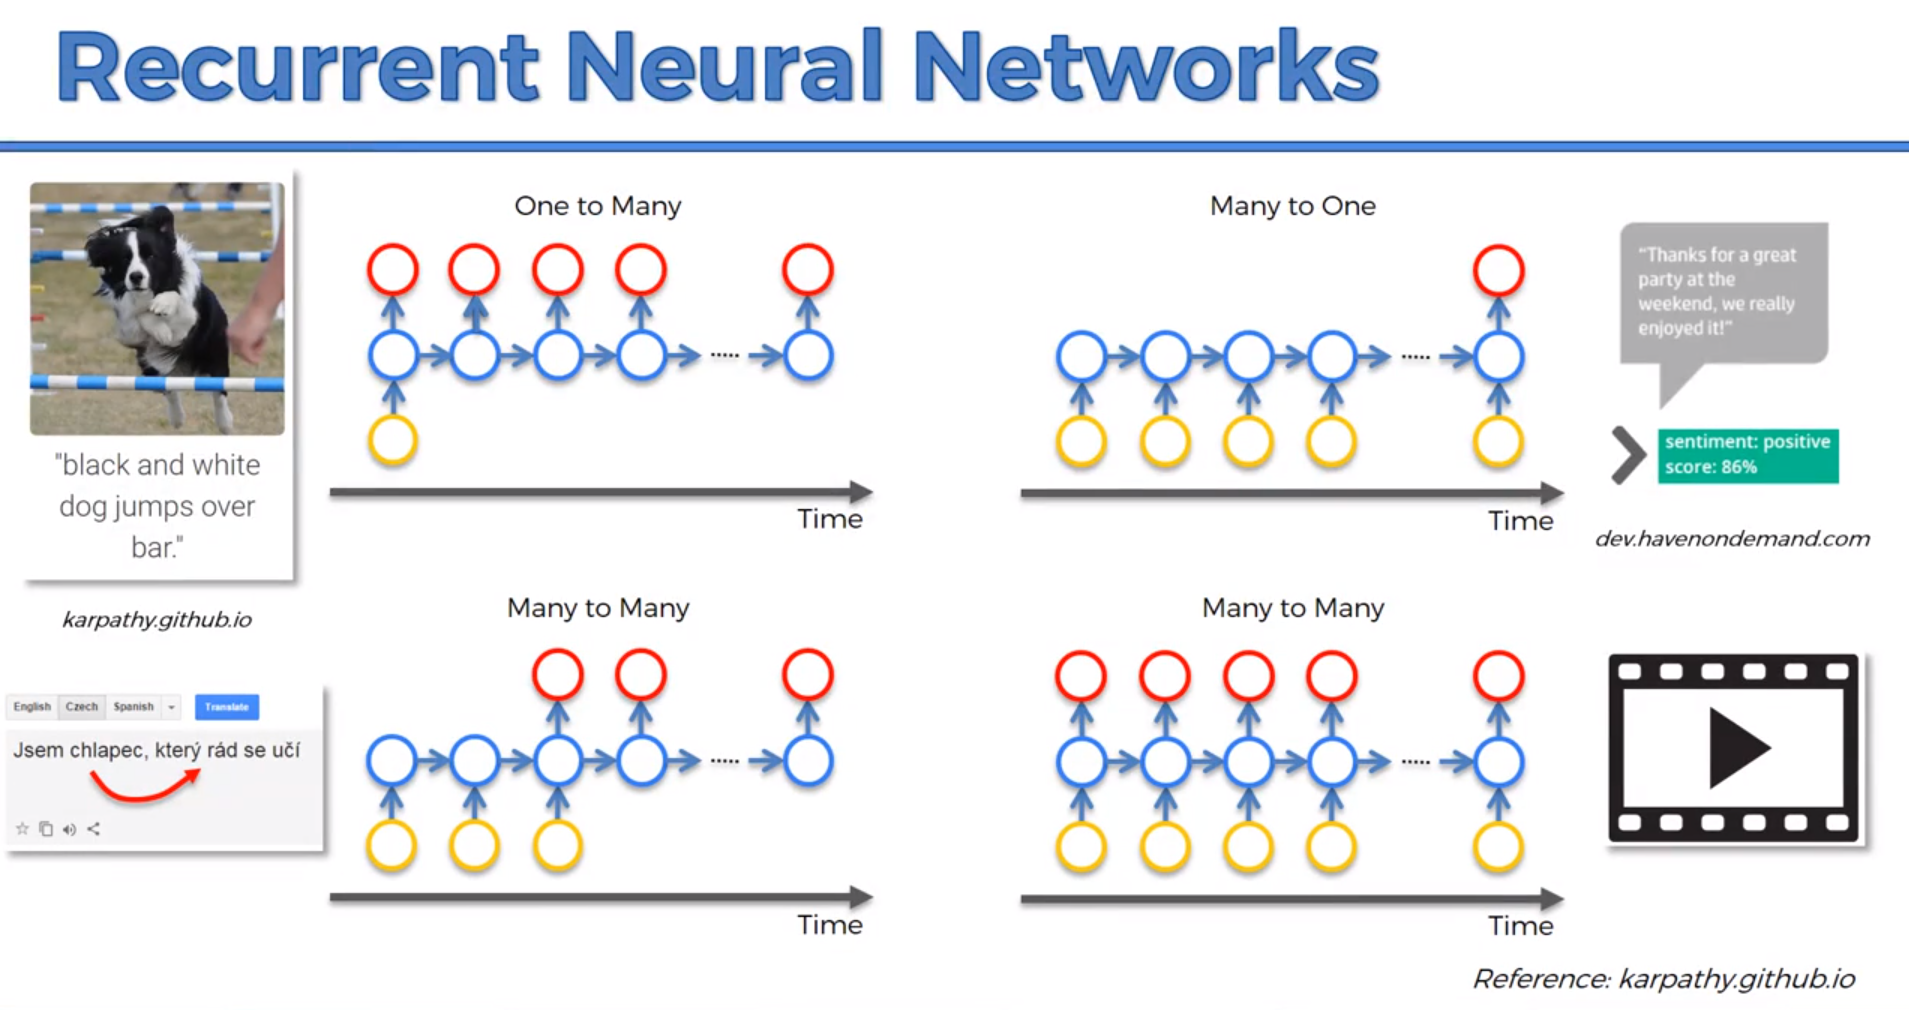 Recurrent Neural Networks
One to Many
"black and white
dog jumps over
bar."
karpathy.github.io
.....
Time
Many to One
"Thanks for a great
party at the
weekend, we really
enjoyed it!"
sentiment: positive
score: 86%
dev.havenondemand.com
.....
Time
Many to Many
English Czech Spanish Translate
Jsem chlapec, který rád se učí
.....
Time
Many to Many
.....
Time
Reference: karpathy.github.io